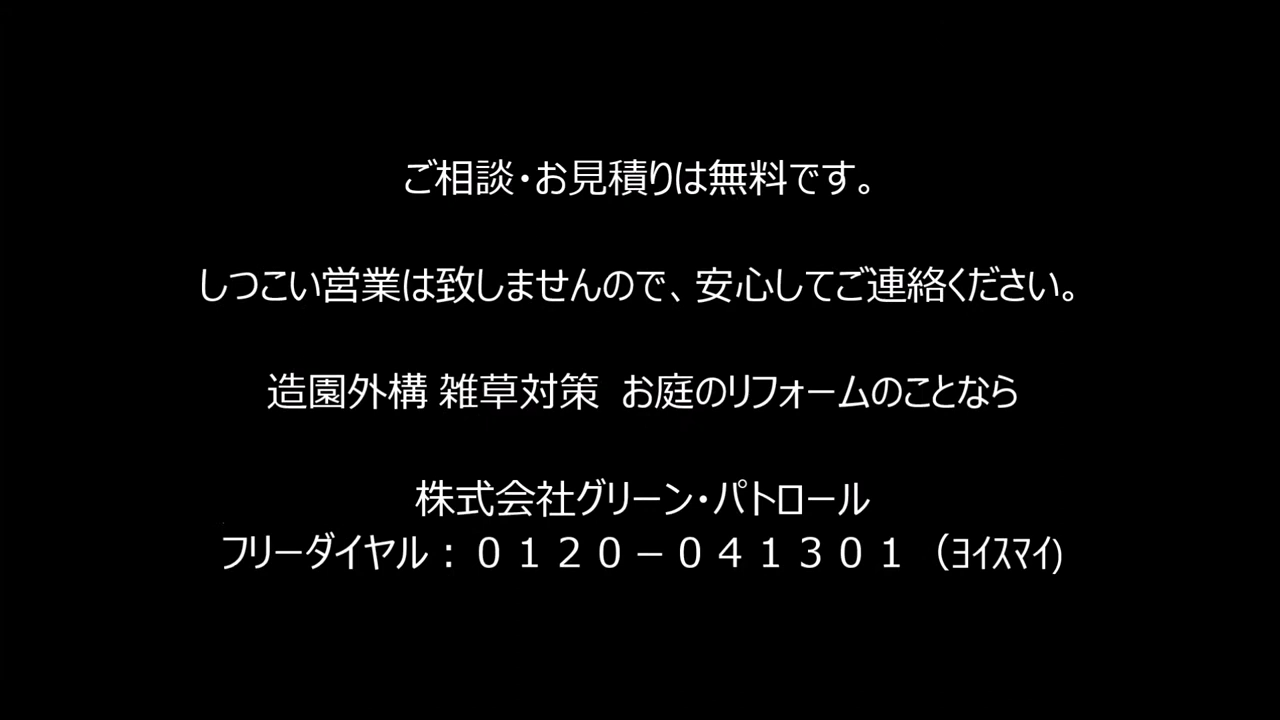 ご相談・お見積りは無料です。
しつこい営業は致しませんので、安心してご連絡ください。
造園外構 雑草対策 お庭のリフォームのことなら
株式会社グリーン・パトロール
フリーダイヤル：０１２０－０４１３０１（ﾖｲｽﾏｲ)